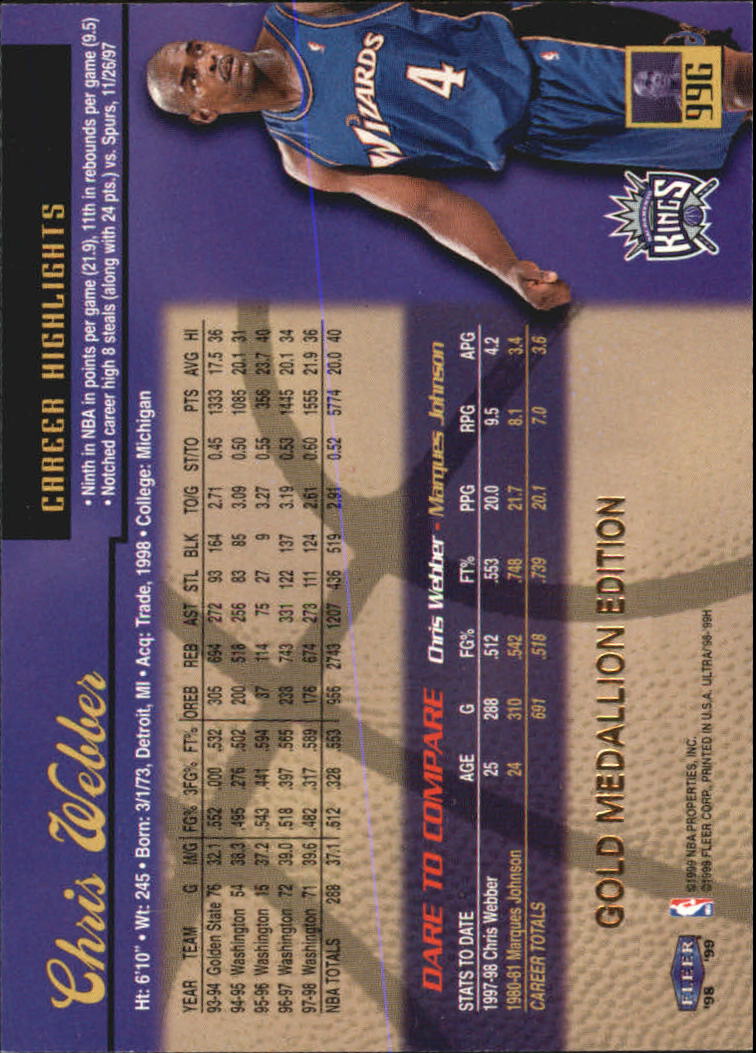 Chris Webber
CAREER HIGHLIGHTS
• Ninth in NBA in points per game (21.9), 11th in rebounds per game (9.5)
• Notched career high 8 steals (along with 24 pts.) vs. Spurs, 11/26/97
Ht: 6'10" • Wt: 245 • Born: 3/1/73, Detroit, MI • Acq: Trade, 1998 • College: Michigan
YEAR TEAM G M/G FG% 3FG% FT% OREB REB AST STL BLK TO/G ST/TO PTS AVG HI
93-94 Golden State 76 32.1 .552 .000 .532 305 694 272 93 164 2.71 0.45 1333 17.5 36
94-95 Washington 54 38.3 .495 .276 .502 200 518 256 83 85 3.09 0.50 1085 20.1 31
95-96 Washington 15 37.2 .543 .441 .594 37 114 75 27 9 3.27 0.55 356 23.7 40
96-97 Washington 72 39.0 .518 .397 .565 238 743 331 122 137 3.19 0.53 1445 20.1 34
97-98 Washington 71 39.6 .482 .317 .589 176 674 273 111 124 2.61 0.60 1555 21.9 36
NBA TOTALS 288 37.1 .512 .328 .553 956 2743 1207 436 519 2.91 0.52 5774 20.0 40
DARE TO COMPARE Chris Webber - Marques Johnson
STATS TO DATE AGE G FG% FT% PPG RPG APG
1997-98 Chris Webber 25 288 .512 .553 20.0 9.5 4.2
1980-81 Marques Johnson 24 310 .542 .748 21.7 8.1 3.4
CAREER TOTALS 691 .518 .739 20.1 7.0 3.6
GOLD MEDALLION EDITION
FLEER
'98 '99
©1999 NBA PROPERTIES, INC.
©1999 FLEER CORP., PRINTED IN U.S.A. ULTRA/'98-'99H
WIZARDS
4
99G
KINGS